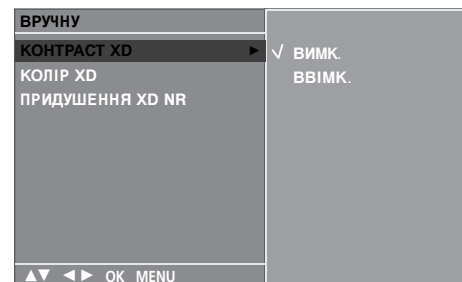 ВРУЧНУ
КОНТРАСТ XD ►
КОЛІР XD
ПРИДУШЕННЯ XD NR
√ ВИМК.
ВВІМК.
▲▼ ◄► OK MENU